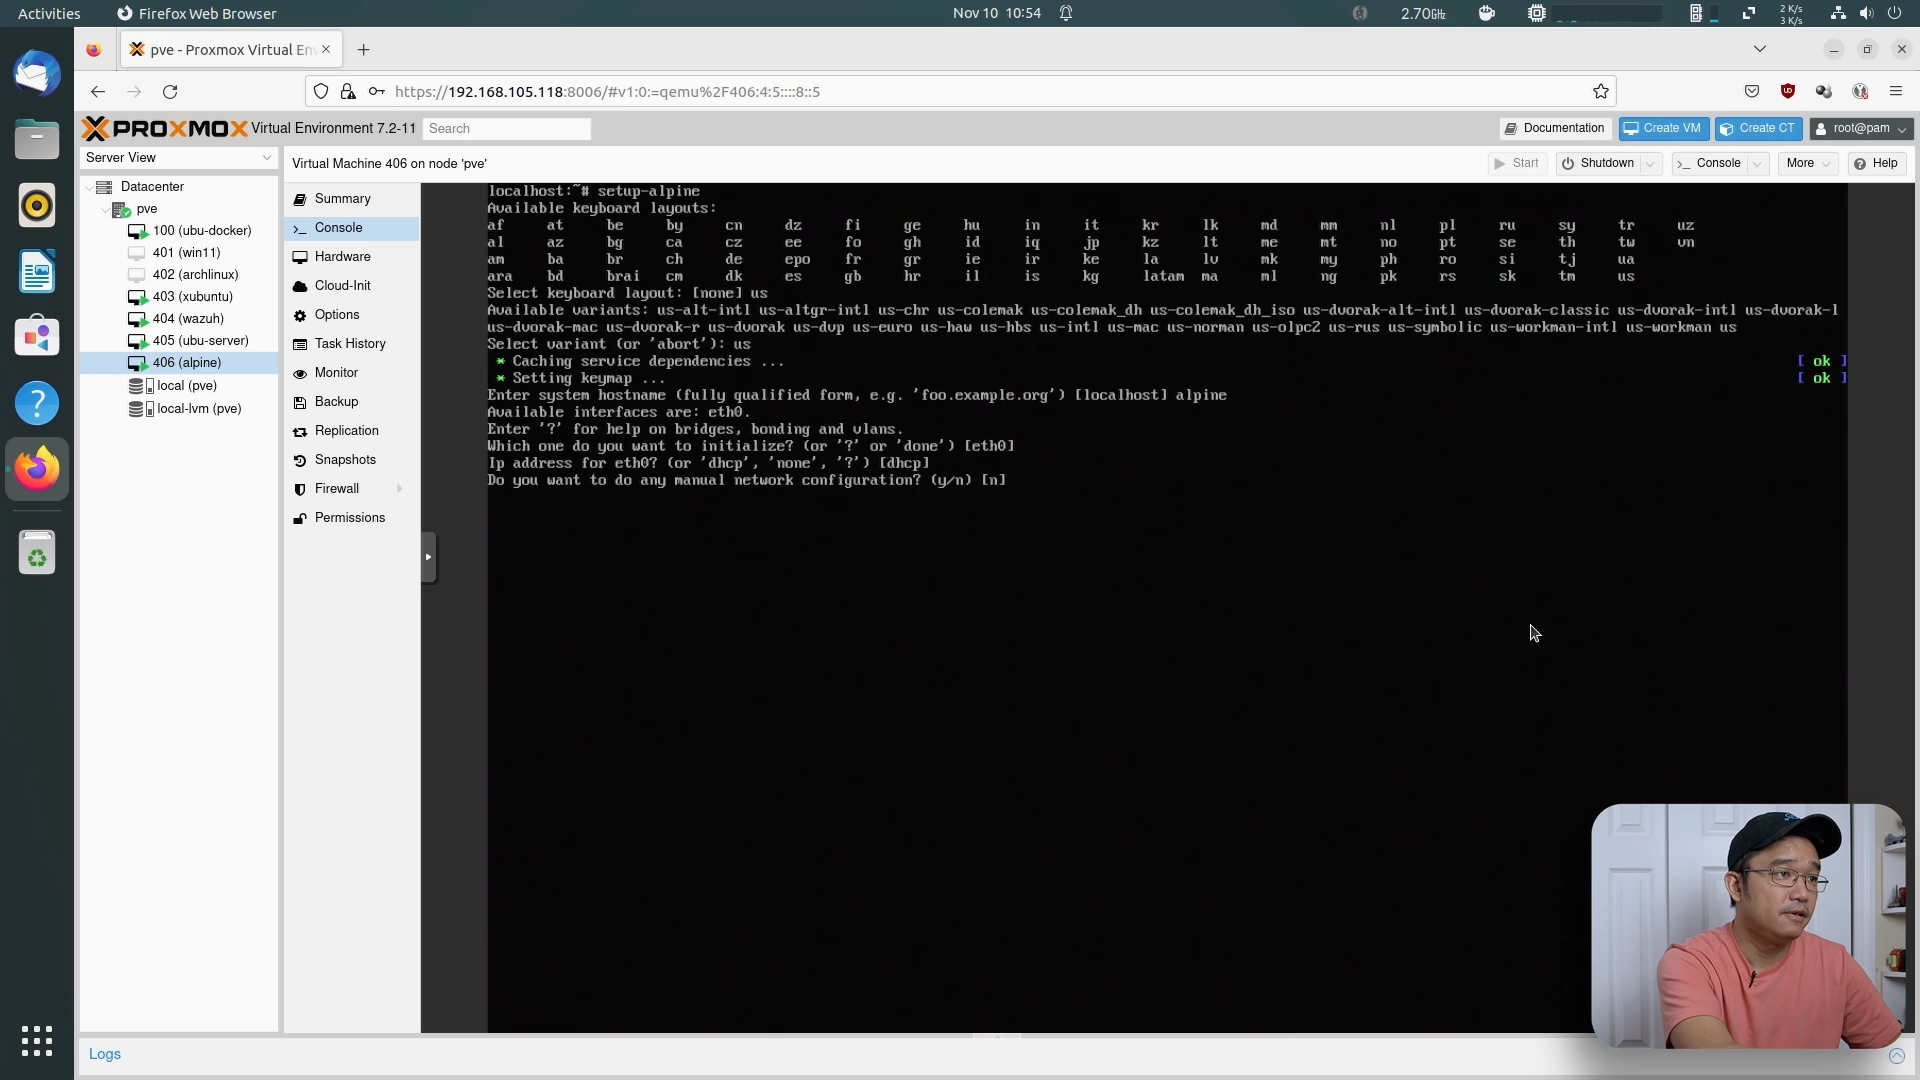 Activities
Firefox Web Browser
Nov 10 10:54
2.70GHz
2 K/s
3 K/s
pve - Proxmox Virtual En
https://192.168.105.118:8006/#v1:0:=qemu%2F406:4:5::::8::5
PROXMOX Virtual Environment 7.2-11
Search
Documentation
Create VM
Create CT
root@pam
Server View
Virtual Machine 406 on node 'pve'
Start
Shutdown
Console
More
Help
Datacenter
pve
100 (ubu-docker)
401 (win11)
402 (archlinux)
403 (xubuntu)
404 (wazuh)
405 (ubu-server)
406 (alpine)
local (pve)
local-lvm (pve)
Summary
Console
Hardware
Cloud-Init
Options
Task History
Monitor
Backup
Replication
Snapshots
Firewall
Permissions
localhost:~# setup-alpine
Available keyboard layouts:
af at be by cn dz fi ge hu in it kr lk md mm nl pl ru sy tr uz
al az bg ca cz ee fo gh id iq jp kz lt me mt no pt se th tw vn
am ba br ch de epo fr gr ie ir ke la lv mk my ph ro si tj ua
ara bd brai cm dk es gb hr il is kg latam ma ml ng pk rs sk tm us
Select keyboard layout: [none] us
Available variants: us-alt-intl us-altgr-intl us-chr us-colemak us-colemak_dh us-colemak_dh_iso us-dvorak-alt-intl us-dvorak-classic us-dvorak-intl us-dvorak-l
us-dvorak-mac us-dvorak-r us-dvorak us-dvp us-euro us-haw us-hbs us-intl us-mac us-norman us-olpc2 us-rus us-symbolic us-workman-intl us-workman us
Select variant (or 'abort'): us
* Caching service dependencies ... [ ok ]
* Setting keymap ... [ ok ]
Enter system hostname (fully qualified form, e.g. 'foo.example.org') [localhost] alpine
Available interfaces are: eth0.
Enter '?' for help on bridges, bonding and vlans.
Which one do you want to initialize? (or '?' or 'done') [eth0]
Ip address for eth0? (or 'dhcp', 'none', '?') [dhcp]
Do you want to do any manual network configuration? (y/n) [n]
Logs